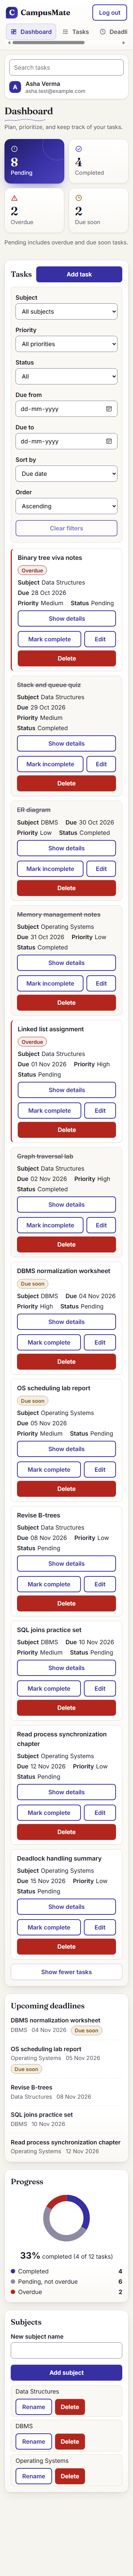 C CampusMate
Log out
Dashboard
Tasks
Deadli
Search tasks
A
Asha Verma
asha.test@example.com
Dashboard
Plan, prioritize, and keep track of your tasks.
8
Pending
4
Completed
2
Overdue
2
Due soon
Pending includes overdue and due soon tasks.
Tasks
Add task
Subject
All subjects
Priority
All priorities
Status
All
Due from
dd-mm-yyyy
Due to
dd-mm-yyyy
Sort by
Due date
Order
Ascending
Clear filters
Binary tree viva notes
Overdue
Subject Data Structures
Due 28 Oct 2026
Priority Medium Status Pending
Show details
Mark complete Edit
Delete
Stack and queue quiz
Subject Data Structures
Due 29 Oct 2026
Priority Medium
Status Completed
Show details
Mark incomplete Edit
Delete
ER diagram
Subject DBMS Due 30 Oct 2026
Priority Low Status Completed
Show details
Mark incomplete Edit
Delete
Memory management notes
Subject Operating Systems
Due 31 Oct 2026 Priority Low
Status Completed
Show details
Mark incomplete Edit
Delete
Linked list assignment
Overdue
Subject Data Structures
Due 01 Nov 2026 Priority High
Status Pending
Show details
Mark complete Edit
Delete
Graph traversal lab
Subject Data Structures
Due 02 Nov 2026 Priority High
Status Completed
Show details
Mark incomplete Edit
Delete
DBMS normalization worksheet
Due soon
Subject DBMS Due 04 Nov 2026
Priority High Status Pending
Show details
Mark complete Edit
Delete
OS scheduling lab report
Due soon
Subject Operating Systems
Due 05 Nov 2026
Priority Medium Status Pending
Show details
Mark complete Edit
Delete
Revise B-trees
Subject Data Structures
Due 08 Nov 2026 Priority Low
Status Pending
Show details
Mark complete Edit
Delete
SQL joins practice set
Subject DBMS Due 10 Nov 2026
Priority Medium Status Pending
Show details
Mark complete Edit
Delete
Read process synchronization
chapter
Subject Operating Systems
Due 12 Nov 2026 Priority Low
Status Pending
Show details
Mark complete Edit
Delete
Deadlock handling summary
Subject Operating Systems
Due 15 Nov 2026 Priority Low
Status Pending
Show details
Mark complete Edit
Delete
Show fewer tasks
Upcoming deadlines
DBMS normalization worksheet
DBMS 04 Nov 2026 Due soon
OS scheduling lab report
Operating Systems 05 Nov 2026
Due soon
Revise B-trees
Data Structures 08 Nov 2026
SQL joins practice set
DBMS 10 Nov 2026
Read process synchronization chapter
Operating Systems 12 Nov 2026
Progress
33% completed (4 of 12 tasks)
Completed 4
Pending, not overdue 6
Overdue 2
Subjects
New subject name
Add subject
Data Structures
Rename Delete
DBMS
Rename Delete
Operating Systems
Rename Delete